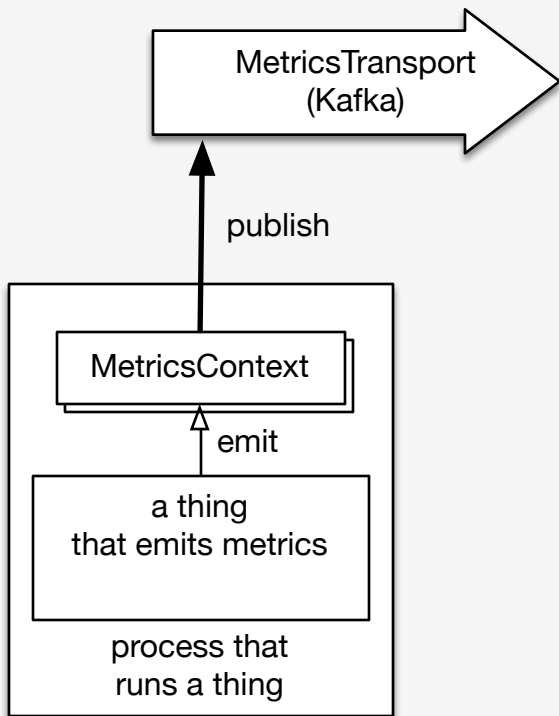 MetricsTransport
(Kafka)
publish
MetricsContext
emit
a thing
that emits metrics
process that
runs a thing